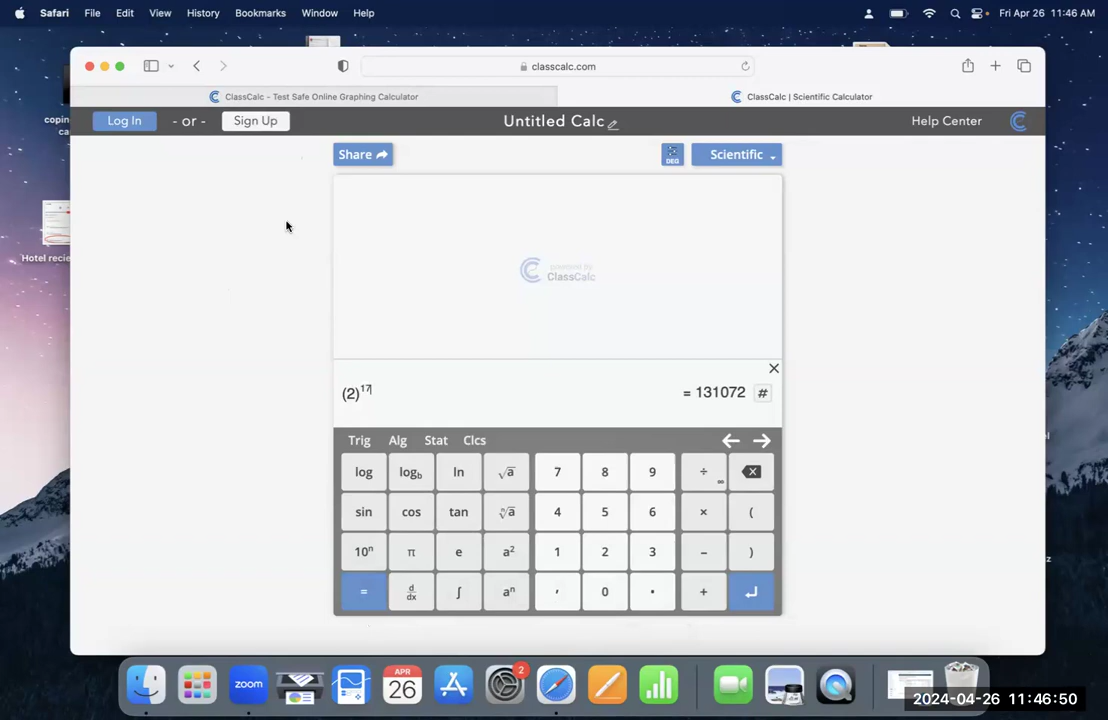 Safari File Edit View History Bookmarks Window Help Fri Apr 26 11:46 AM
classcalc.com
ClassCalc - Test Safe Online Graphing Calculator ClassCalc | Scientific Calculator
Log In - or - Sign Up Untitled Calc Help Center
Share DEG Scientific
powered by
ClassCalc
(2)¹⁷ = 131072 #
Trig Alg Stat Clcs
log log_b ln √a 7 8 9 ÷
sin cos tan ⁿ√a 4 5 6 × (
10ⁿ π e a² 1 2 3 − )
= d/dx ∫ aⁿ , 0 . +
Hotel recie
zoom
APR
26
2
2024-04-26 11:46:50